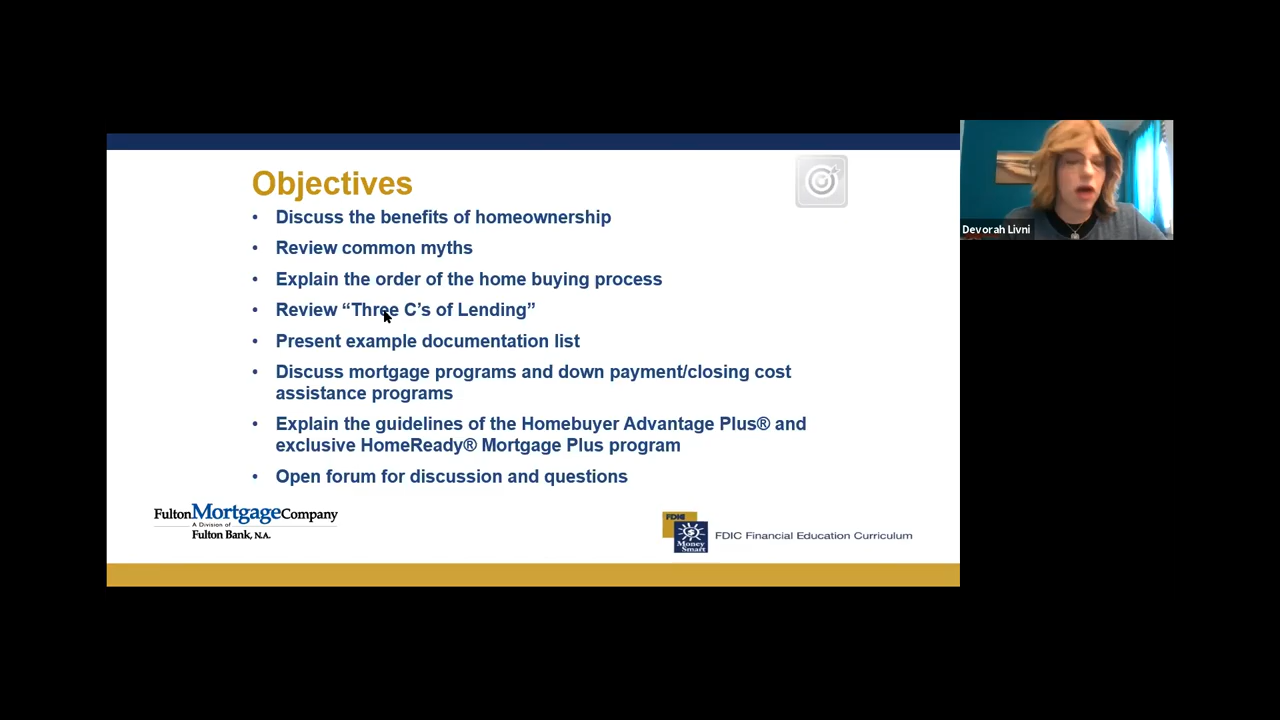 Objectives
• Discuss the benefits of homeownership
• Review common myths
• Explain the order of the home buying process
• Review “Three C’s of Lending”
• Present example documentation list
• Discuss mortgage programs and down payment/closing cost
assistance programs
• Explain the guidelines of the Homebuyer Advantage Plus® and
exclusive HomeReady® Mortgage Plus program
• Open forum for discussion and questions
Fulton Mortgage Company
A Division of
Fulton Bank, N.A.
FDIC
Money
Smart
FDIC Financial Education Curriculum
Devorah Livni